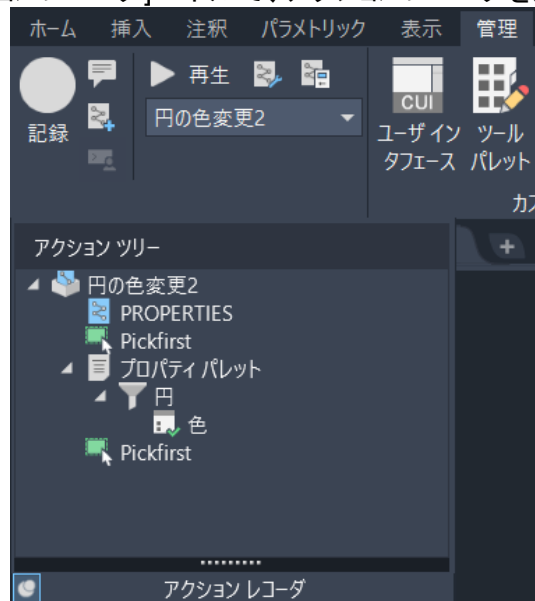 ホーム 挿入 注釈 パラメトリック 表示 管理
再生
円の色変更2
記録
CUI
ユーザ イン
タフェース
ツール
パレット
カス
アクション ツリー
円の色変更2
PROPERTIES
Pickfirst
プロパティ パレット
円
色
Pickfirst
アクション レコーダ